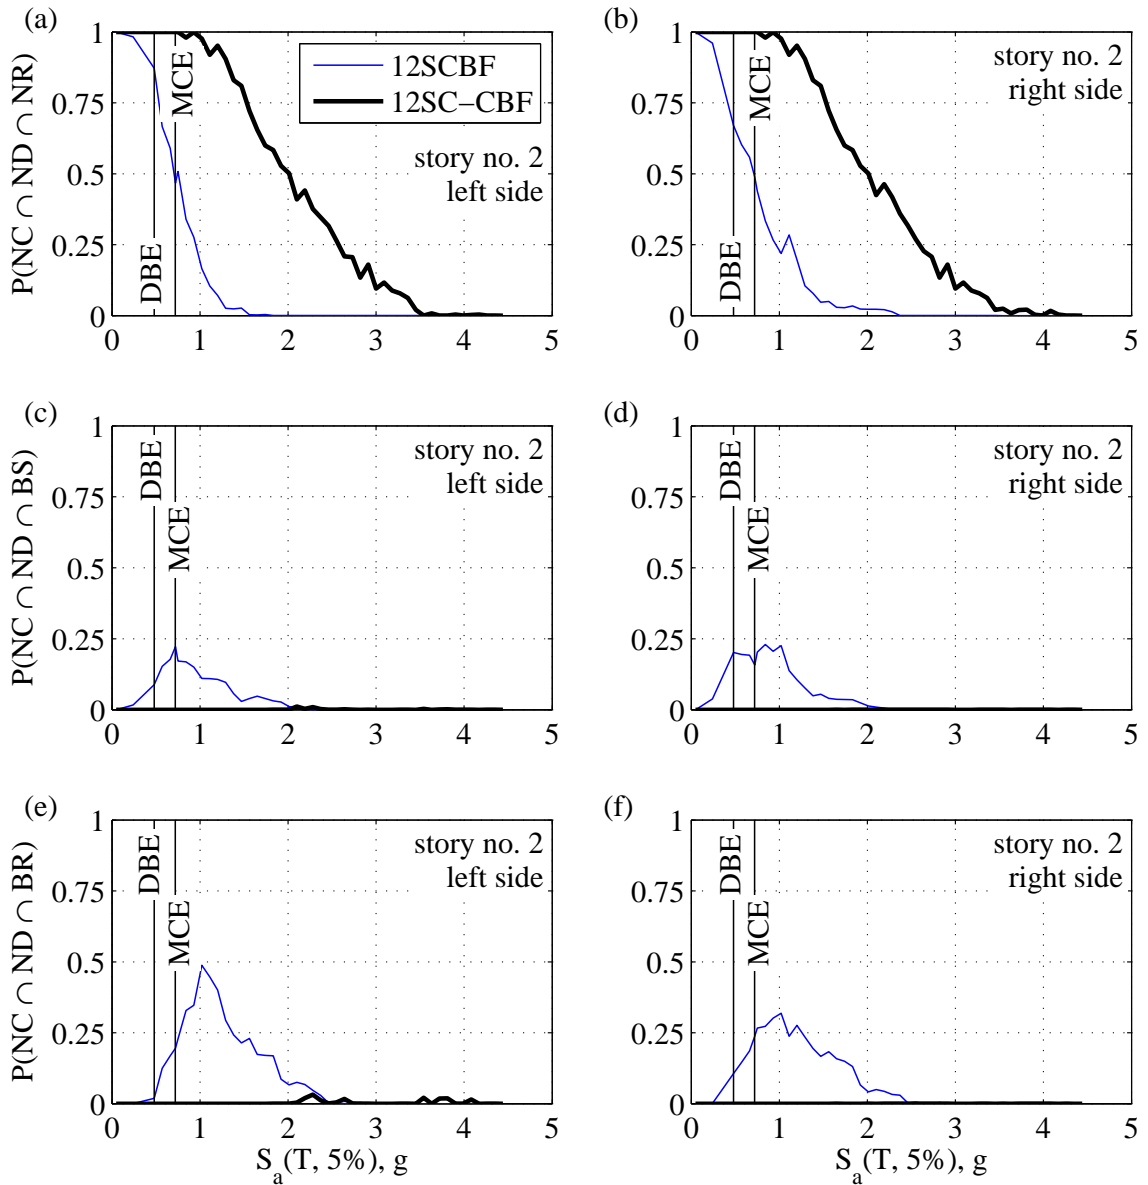 (a)
P(NC ∩ ND ∩ NR)
1
0.75
0.5
0.25
0
0 1 2 3 4 5
DBE
MCE
12SCBF
12SC−CBF
story no. 2
left side
(b)
1
0.75
0.5
0.25
0
0 1 2 3 4 5
DBE
MCE
story no. 2
right side
(c)
P(NC ∩ ND ∩ BS)
1
0.75
0.5
0.25
0
0 1 2 3 4 5
DBE
MCE
story no. 2
left side
(d)
1
0.75
0.5
0.25
0
0 1 2 3 4 5
DBE
MCE
story no. 2
right side
(e)
P(NC ∩ ND ∩ BR)
1
0.75
0.5
0.25
0
0 1 2 3 4 5
DBE
MCE
story no. 2
left side
S_a(T, 5%), g
(f)
1
0.75
0.5
0.25
0
0 1 2 3 4 5
DBE
MCE
story no. 2
right side
S_a(T, 5%), g